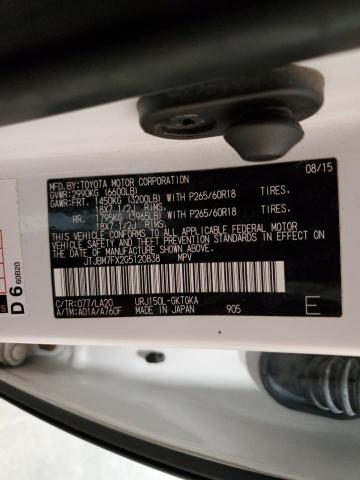 MFD.BY:TOYOTA MOTOR CORPORATION 08/15
GVWR:2990KG (6600LB)
GAWR:FRT. 1450KG (3200LB) WITH P265/60R18
18X7 1/2J RIMS.
RR. 1795KG (3965LB) WITH P265/60R18
18X7 1/2J RIMS.
THIS VEHICLE CONFORMS TO ALL APPLICABLE
FEDERAL MOTOR VEHICLE SAFETY, BUMPER,
AND THEFT PREVENTION STANDARDS IN EFFECT ON
THE DATE OF MANUFACTURE SHOWN ABOVE.
JTJBM7FX2G5120838 MPV
C/TR:077/LA20 URJ150L-GKTGKA
A/TM:A01A/A760F MADE IN JAPAN 905
E
D 6 60B20